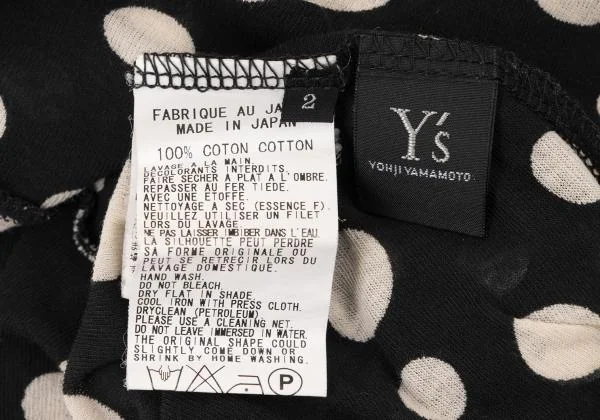 FABRIQUE AU JA
MADE IN JAPAN
2
100% COTON COTTON
LAVAGE A LA MAIN.
DECOLORANTS INTERDITS.
FAIRE SECHER A PLAT A L'OMBRE.
REPASSER AU FER TIEDE.
AVEC UNE ETOFFE.
NETTOYAGE A SEC (ESSENCE F).
VEUILLEZ UTILISER UN FILET
LORS DU LAVAGE.
NE PAS LAISSER IMBIBER DANS L'EAU.
LA SILHOUETTE PEUT PERDRE
SA FORME ORIGINALE OU
PEUT SE RETRECIR LORS DU
LAVAGE DOMESTIQUE.
HAND WASH.
DO NOT BLEACH.
DRY FLAT IN SHADE.
COOL IRON WITH PRESS CLOTH.
DRYCLEAN (PETROLEUM)
PLEASE USE A CLEANING NET.
DO NOT LEAVE IMMERSED IN WATER.
THE ORIGINAL SHAPE COULD
SLIGHTLY COME DOWN OR
SHRINK BY HOME WASHING.
P
Y's
YOHJI YAMAMOTO